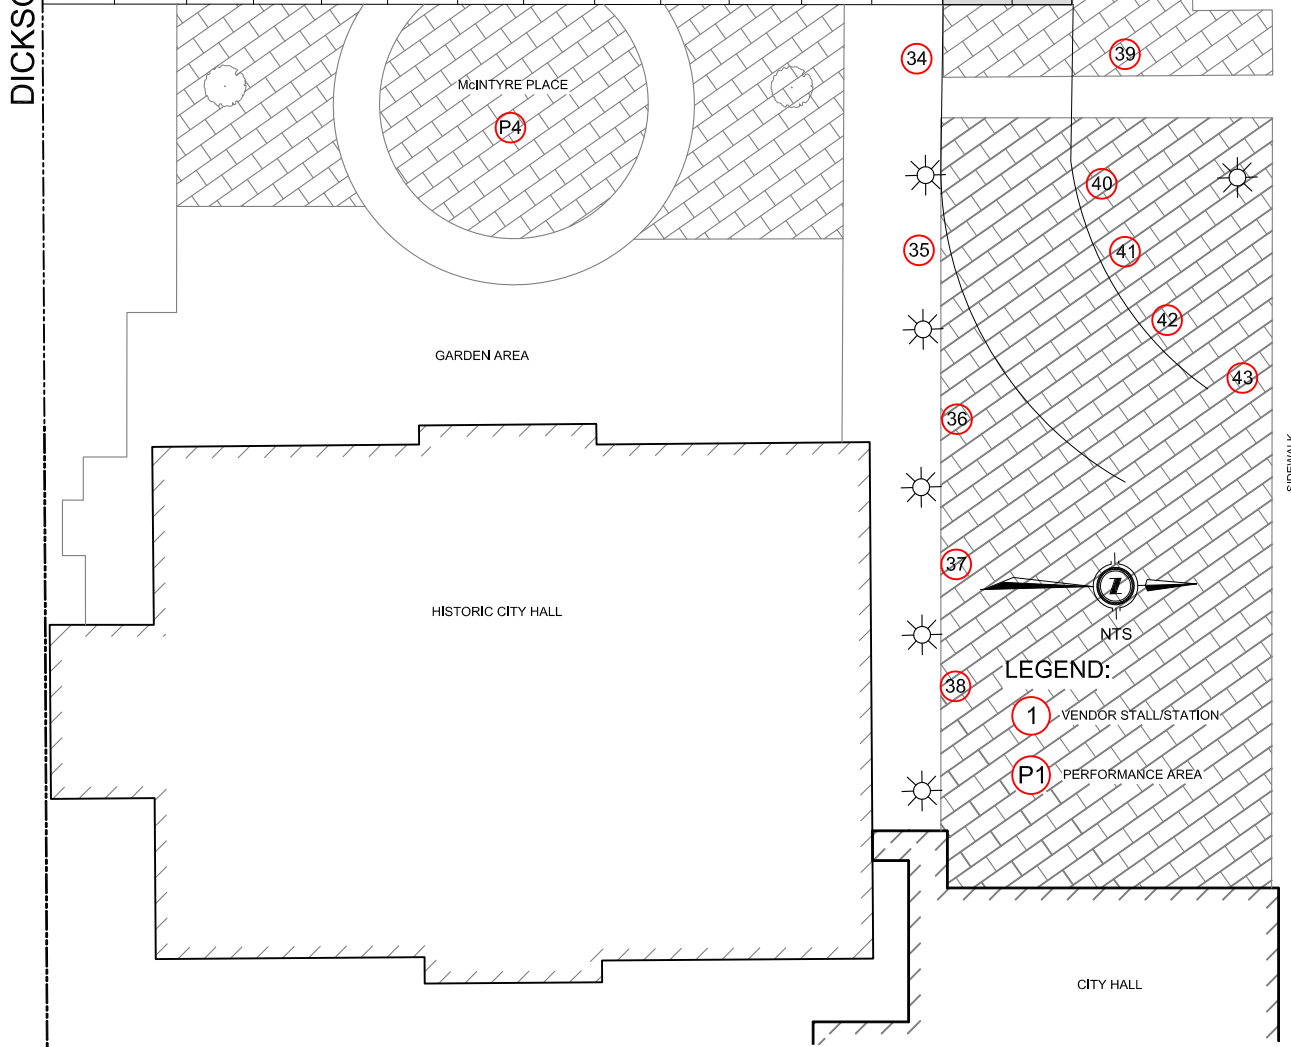 DICKSO
McINTYRE PLACE
P4
34
39
40
35
41
42
GARDEN AREA
43
36
SIDEWALK
37
HISTORIC CITY HALL
NTS
LEGEND:
38
1 VENDOR STALL/STATION
P1 PERFORMANCE AREA
CITY HALL